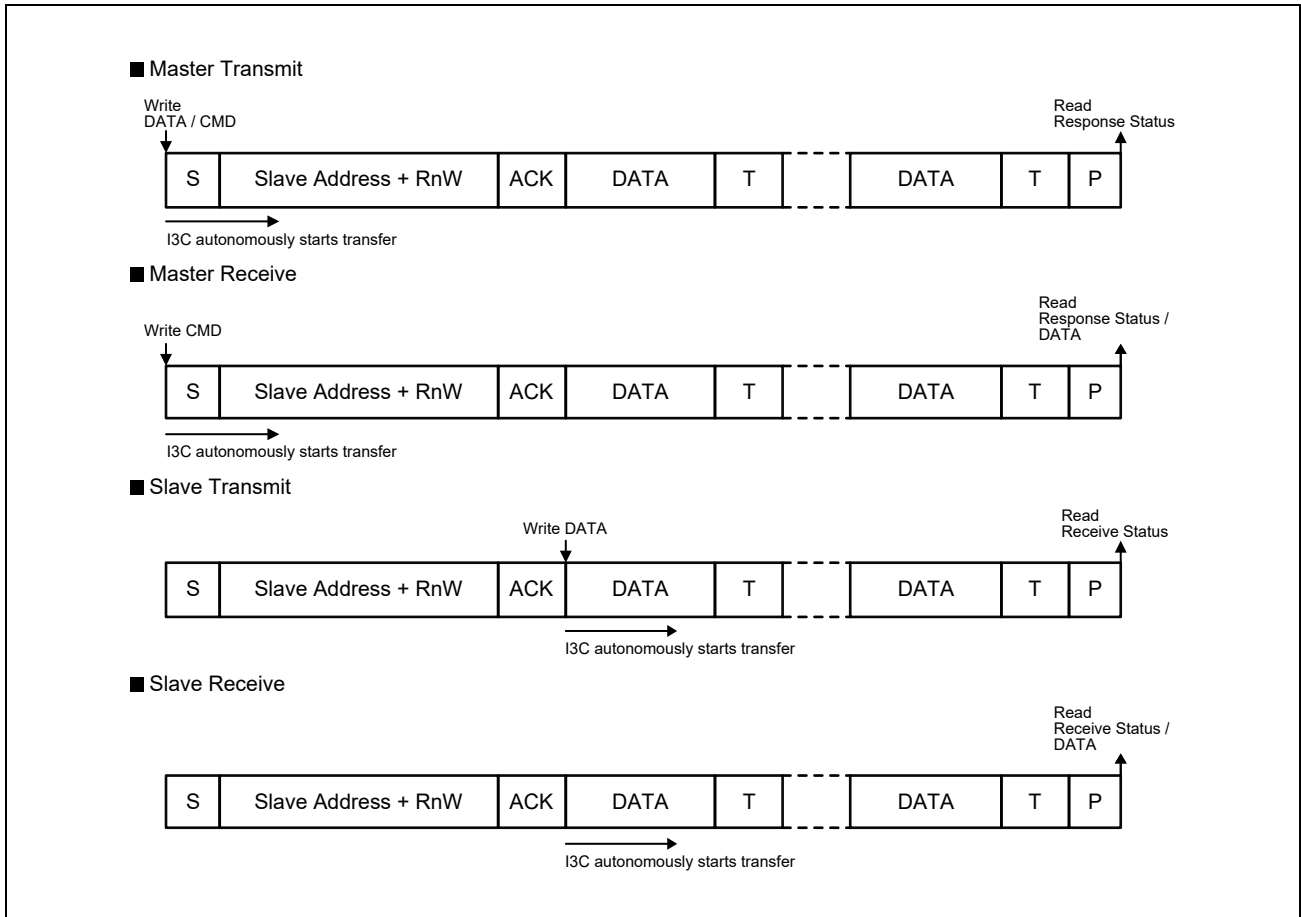 ■ Master Transmit
Write
DATA / CMD
Read
Response Status
S Slave Address + RnW ACK DATA T DATA T P
I3C autonomously starts transfer
■ Master Receive
Write CMD
Read
Response Status /
DATA
S Slave Address + RnW ACK DATA T DATA T P
I3C autonomously starts transfer
■ Slave Transmit
Write DATA
Read
Receive Status
S Slave Address + RnW ACK DATA T DATA T P
I3C autonomously starts transfer
■ Slave Receive
Read
Receive Status /
DATA
S Slave Address + RnW ACK DATA T DATA T P
I3C autonomously starts transfer